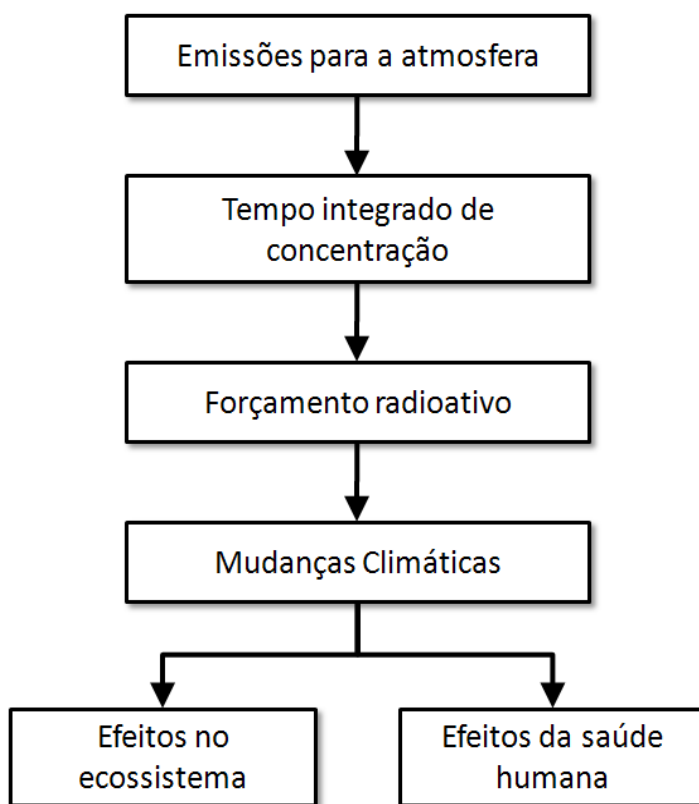 Emissões para a atmosfera
Tempo integrado de
concentração
Forçamento radioativo
Mudanças Climáticas
Efeitos no
ecossistema
Efeitos da saúde
humana